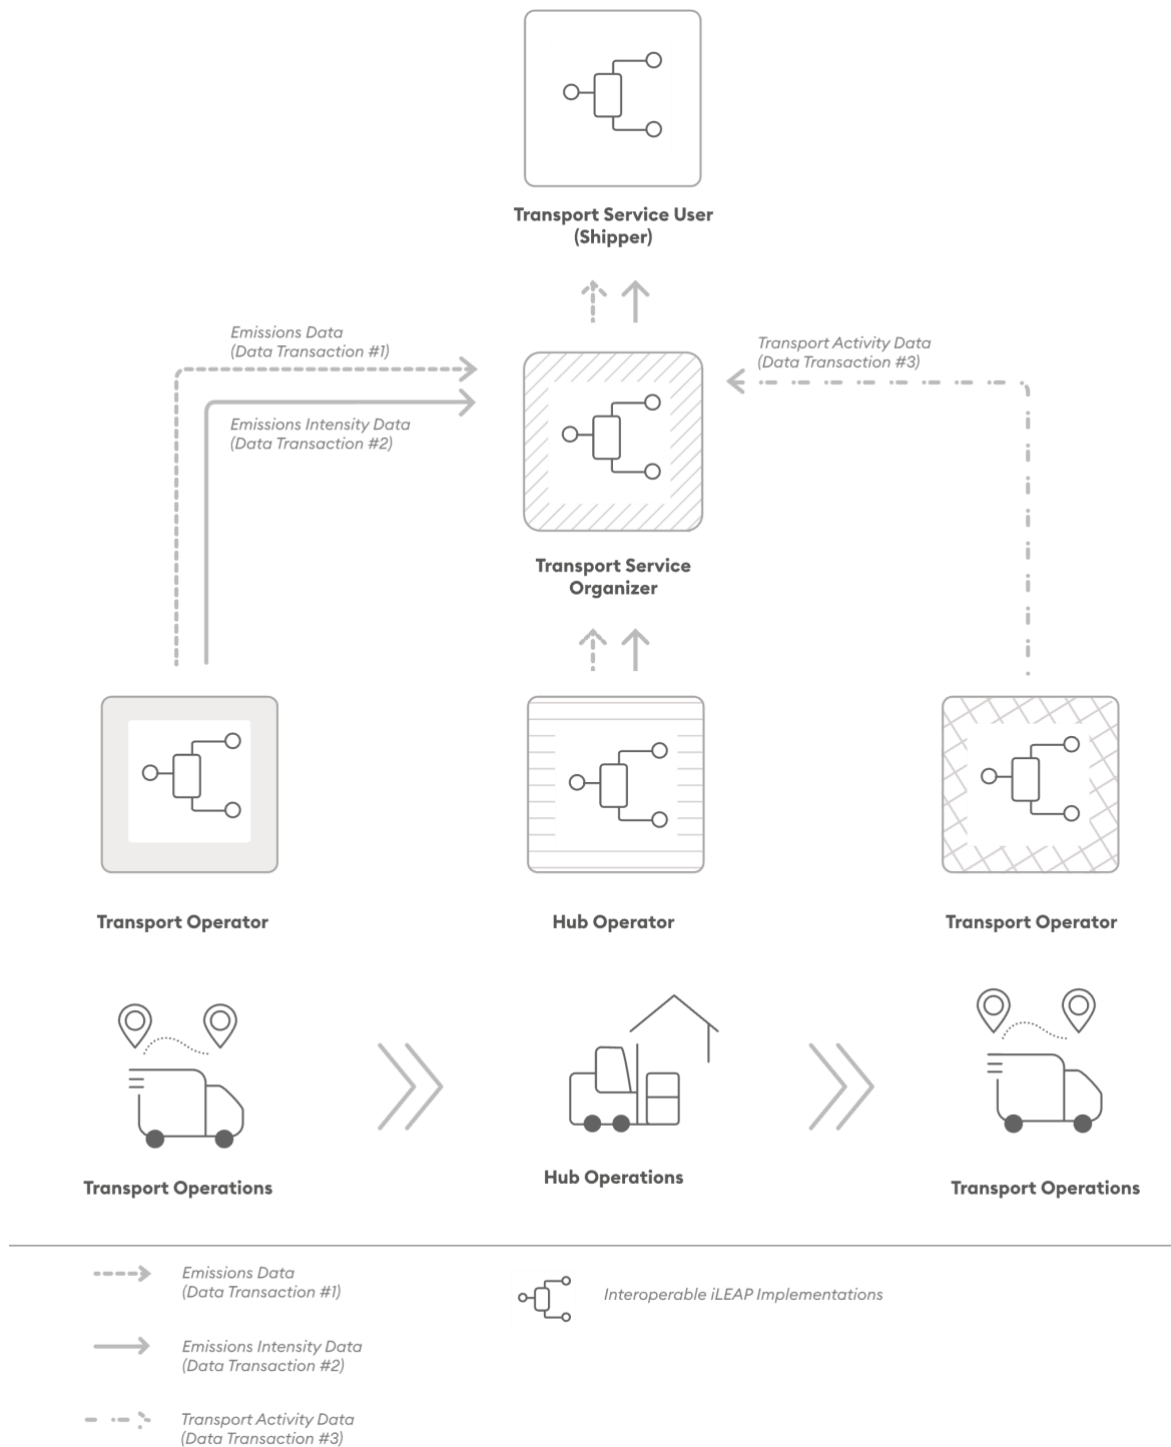 Transport Service User
(Shipper)
Emissions Data
(Data Transaction #1)
Transport Activity Data
(Data Transaction #3)
Emissions Intensity Data
(Data Transaction #2)
Transport Service
Organizer
Transport Operator
Hub Operator
Transport Operator
Transport Operations
Hub Operations
Transport Operations
Emissions Data
(Data Transaction #1)
Interoperable iLEAP Implementations
Emissions Intensity Data
(Data Transaction #2)
Transport Activity Data
(Data Transaction #3)